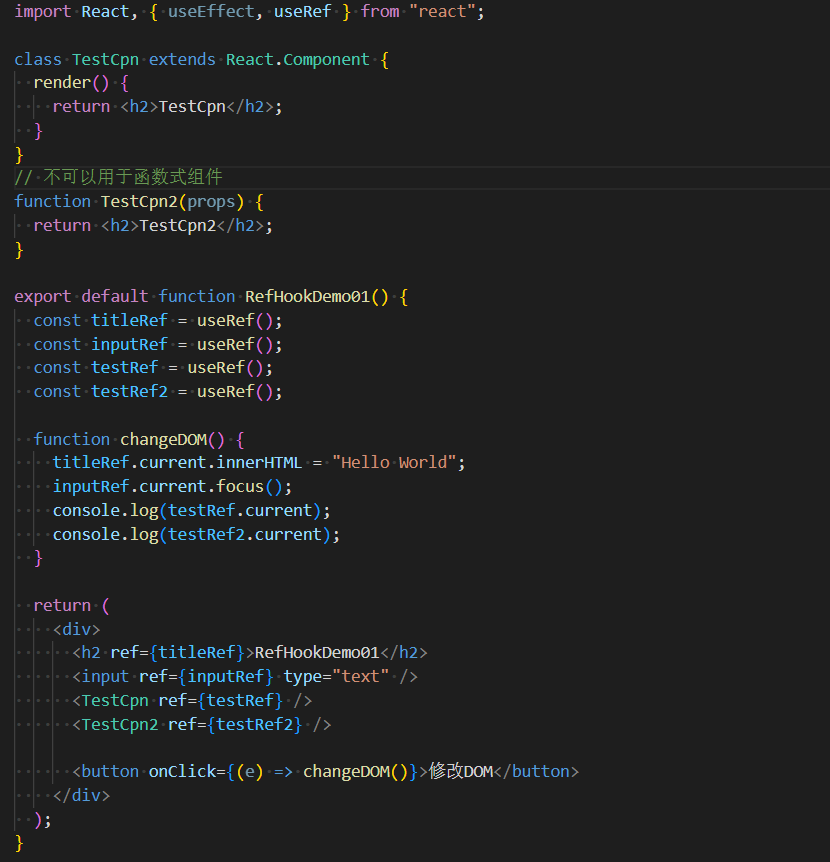 import React, { useEffect, useRef } from "react";

class TestCpn extends React.Component {
  render() {
    return <h2>TestCpn</h2>;
  }
}
// 不可以用于函数式组件
function TestCpn2(props) {
  return <h2>TestCpn2</h2>;
}

export default function RefHookDemo01() {
  const titleRef = useRef();
  const inputRef = useRef();
  const testRef = useRef();
  const testRef2 = useRef();

  function changeDOM() {
    titleRef.current.innerHTML = "Hello World";
    inputRef.current.focus();
    console.log(testRef.current);
    console.log(testRef2.current);
  }

  return (
    <div>
      <h2 ref={titleRef}>RefHookDemo01</h2>
      <input ref={inputRef} type="text" />
      <TestCpn ref={testRef} />
      <TestCpn2 ref={testRef2} />

      <button onClick={(e) => changeDOM()}>修改DOM</button>
    </div>
  );
}